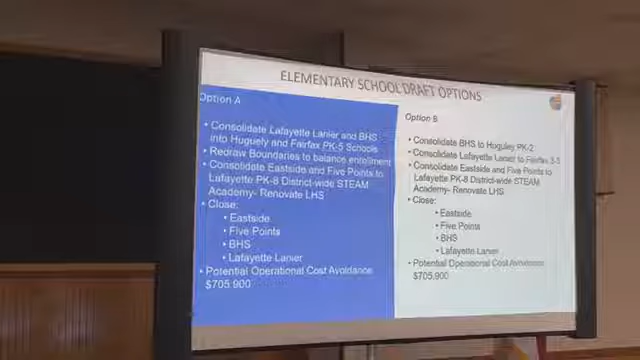 ELEMENTARY SCHOOL DRAFT OPTIONS
Option A
• Consolidate Lafayette Lanier and BHS
into Huguely and Fairfax PK-5 Schools
• Redraw Boundaries to balance enrollment
• Consolidate Eastside and Five Points to
Lafayette PK-8 District-wide STEAM
Academy- Renovate LHS
• Close:
• Eastside
• Five Points
• BHS
• Lafayette Lanier
• Potential Operational Cost Avoidance
$705,900
Option B
• Consolidate BHS to Huguley PK-2
• Consolidate Lafayette Lanier to Fairfax 3-5
• Consolidate Eastside and Five Points to
Lafayette PK-8 District-wide STEAM
Academy- Renovate LHS
• Close:
• Eastside
• Five Points
• BHS
• Lafayette Lanier
• Potential Operational Cost Avoidance
$705,900